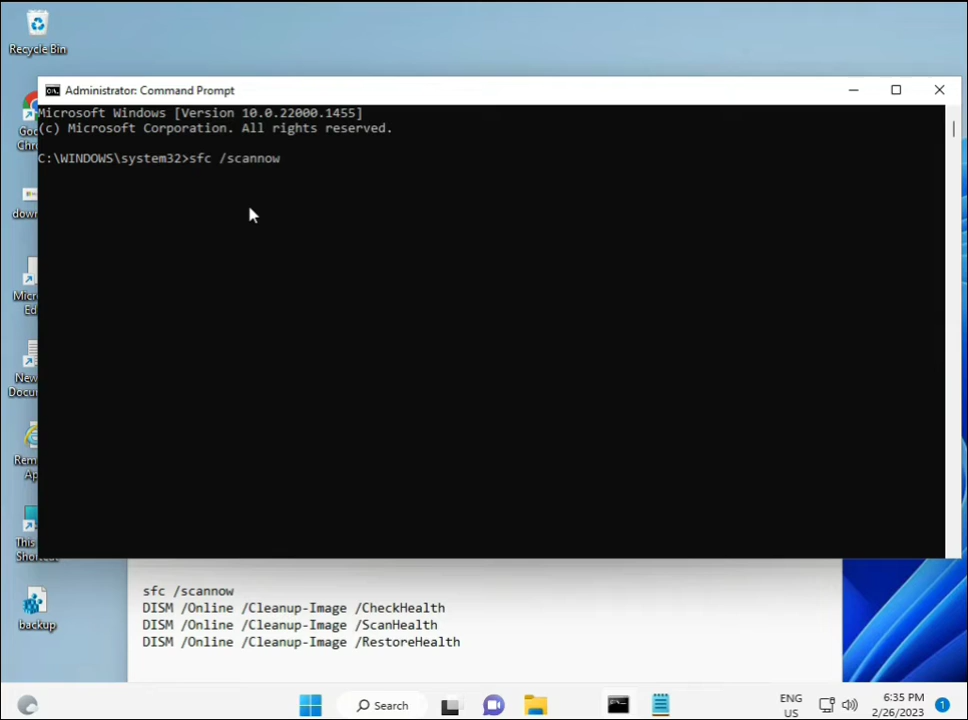 Recycle Bin
Administrator: Command Prompt
Microsoft Windows [Version 10.0.22000.1455]
(c) Microsoft Corporation. All rights reserved.
C:\WINDOWS\system32>sfc /scannow
Goo
Chro
down
Micr
Ed
New
Docu
Rem
Ap
This
Shortcut
backup
sfc /scannow
DISM /Online /Cleanup-Image /CheckHealth
DISM /Online /Cleanup-Image /ScanHealth
DISM /Online /Cleanup-Image /RestoreHealth
Search
ENG
US
6:35 PM
2/26/2023
1